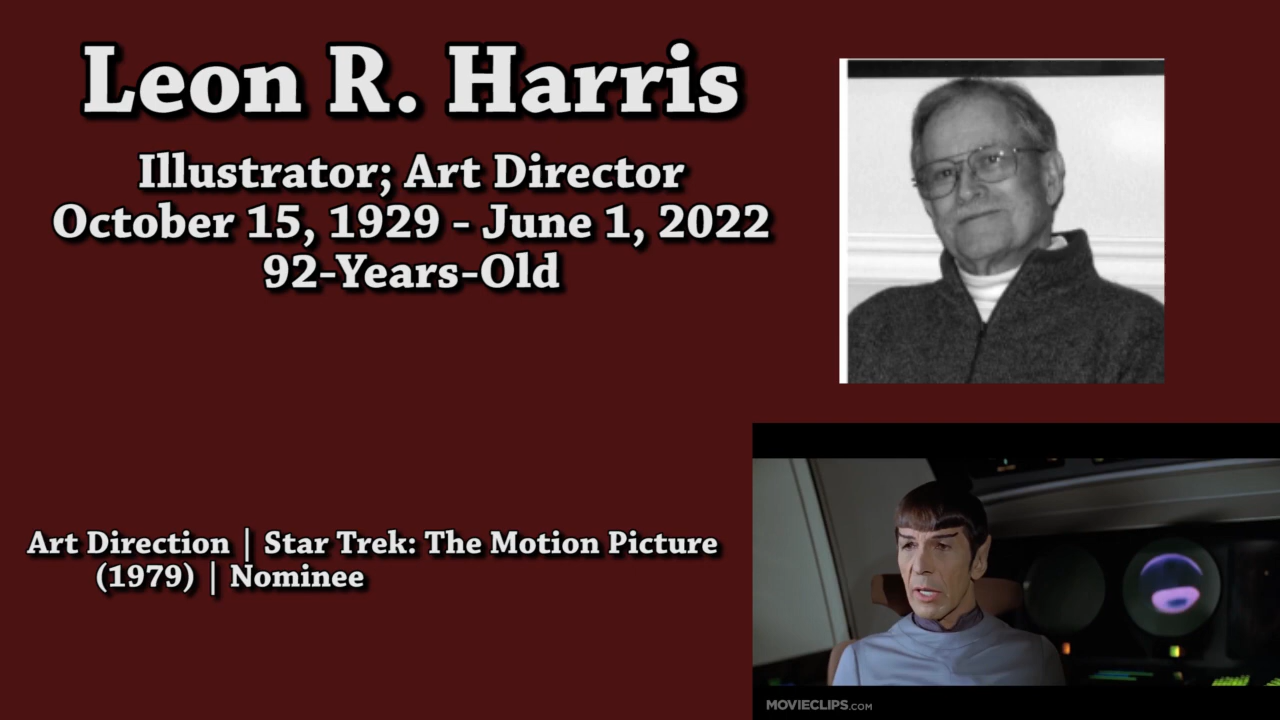 Leon R. Harris
Illustrator; Art Director
October 15, 1929 - June 1, 2022
92-Years-Old
Art Direction | Star Trek: The Motion Picture
(1979) | Nominee
MOVIECLIPS.COM